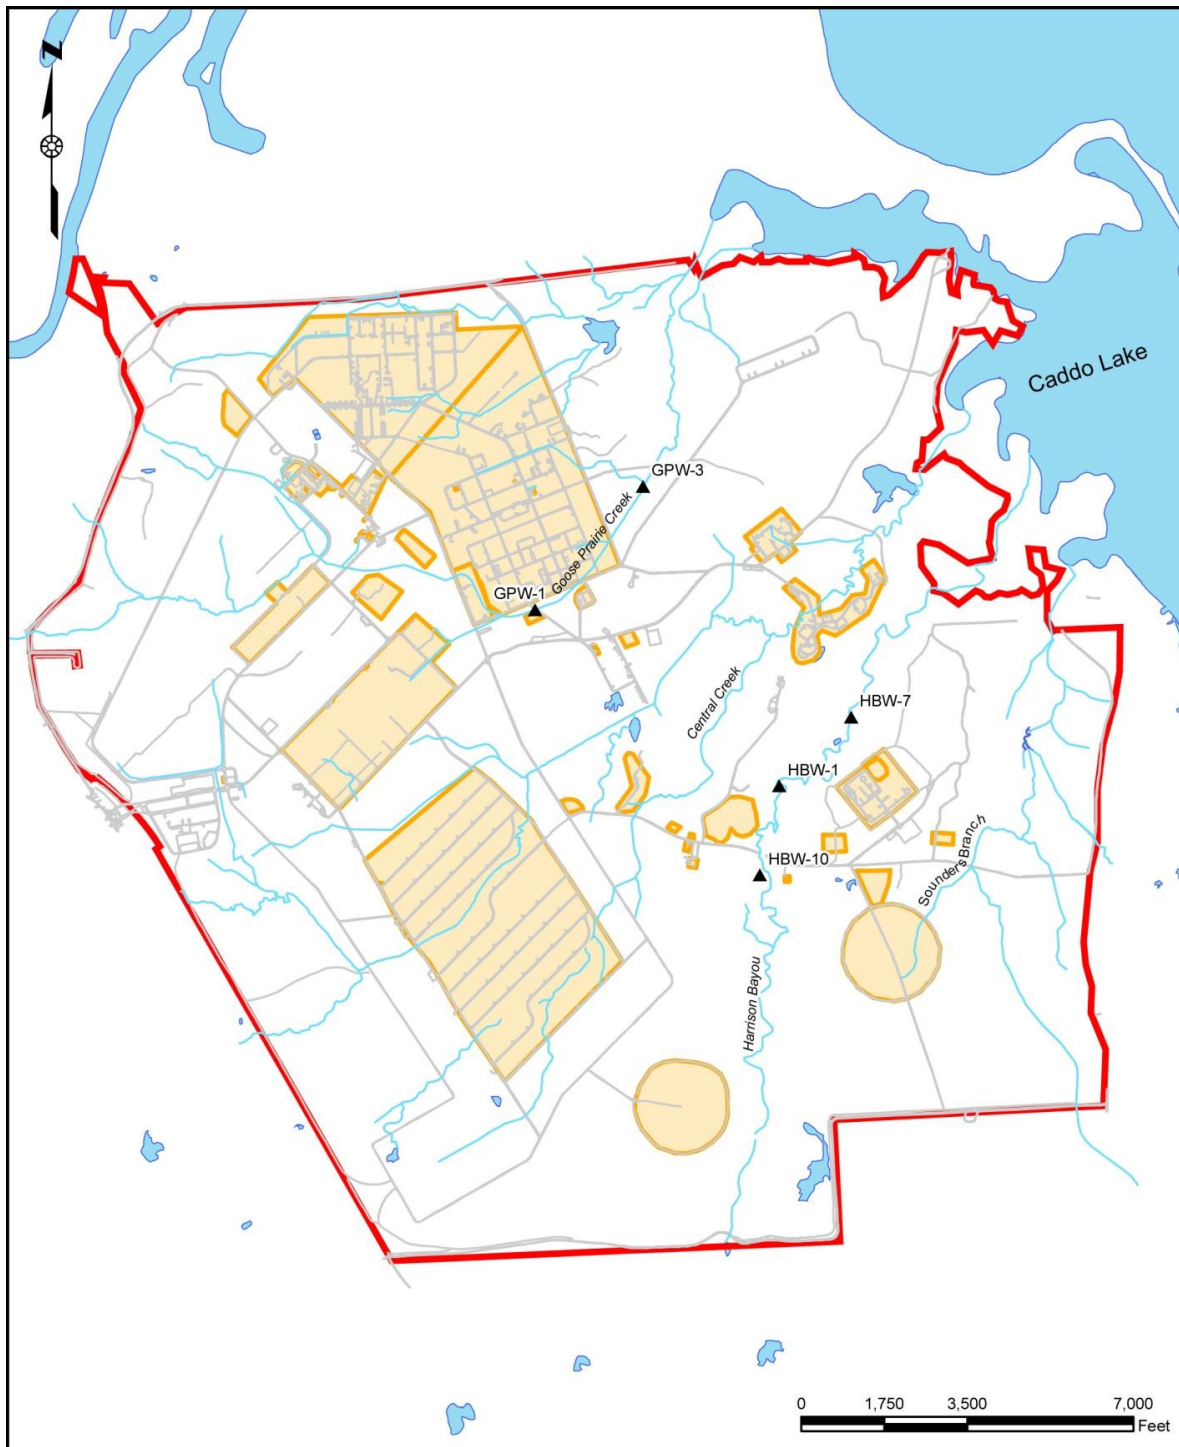 N
Caddo Lake
GPW-3
Goose Prairie Creek
GPW-1
Central Creek
HBW-7
HBW-1
HBW-10
Sounders Branch
Harrison Bayou
0 1,750 3,500 7,000
Feet